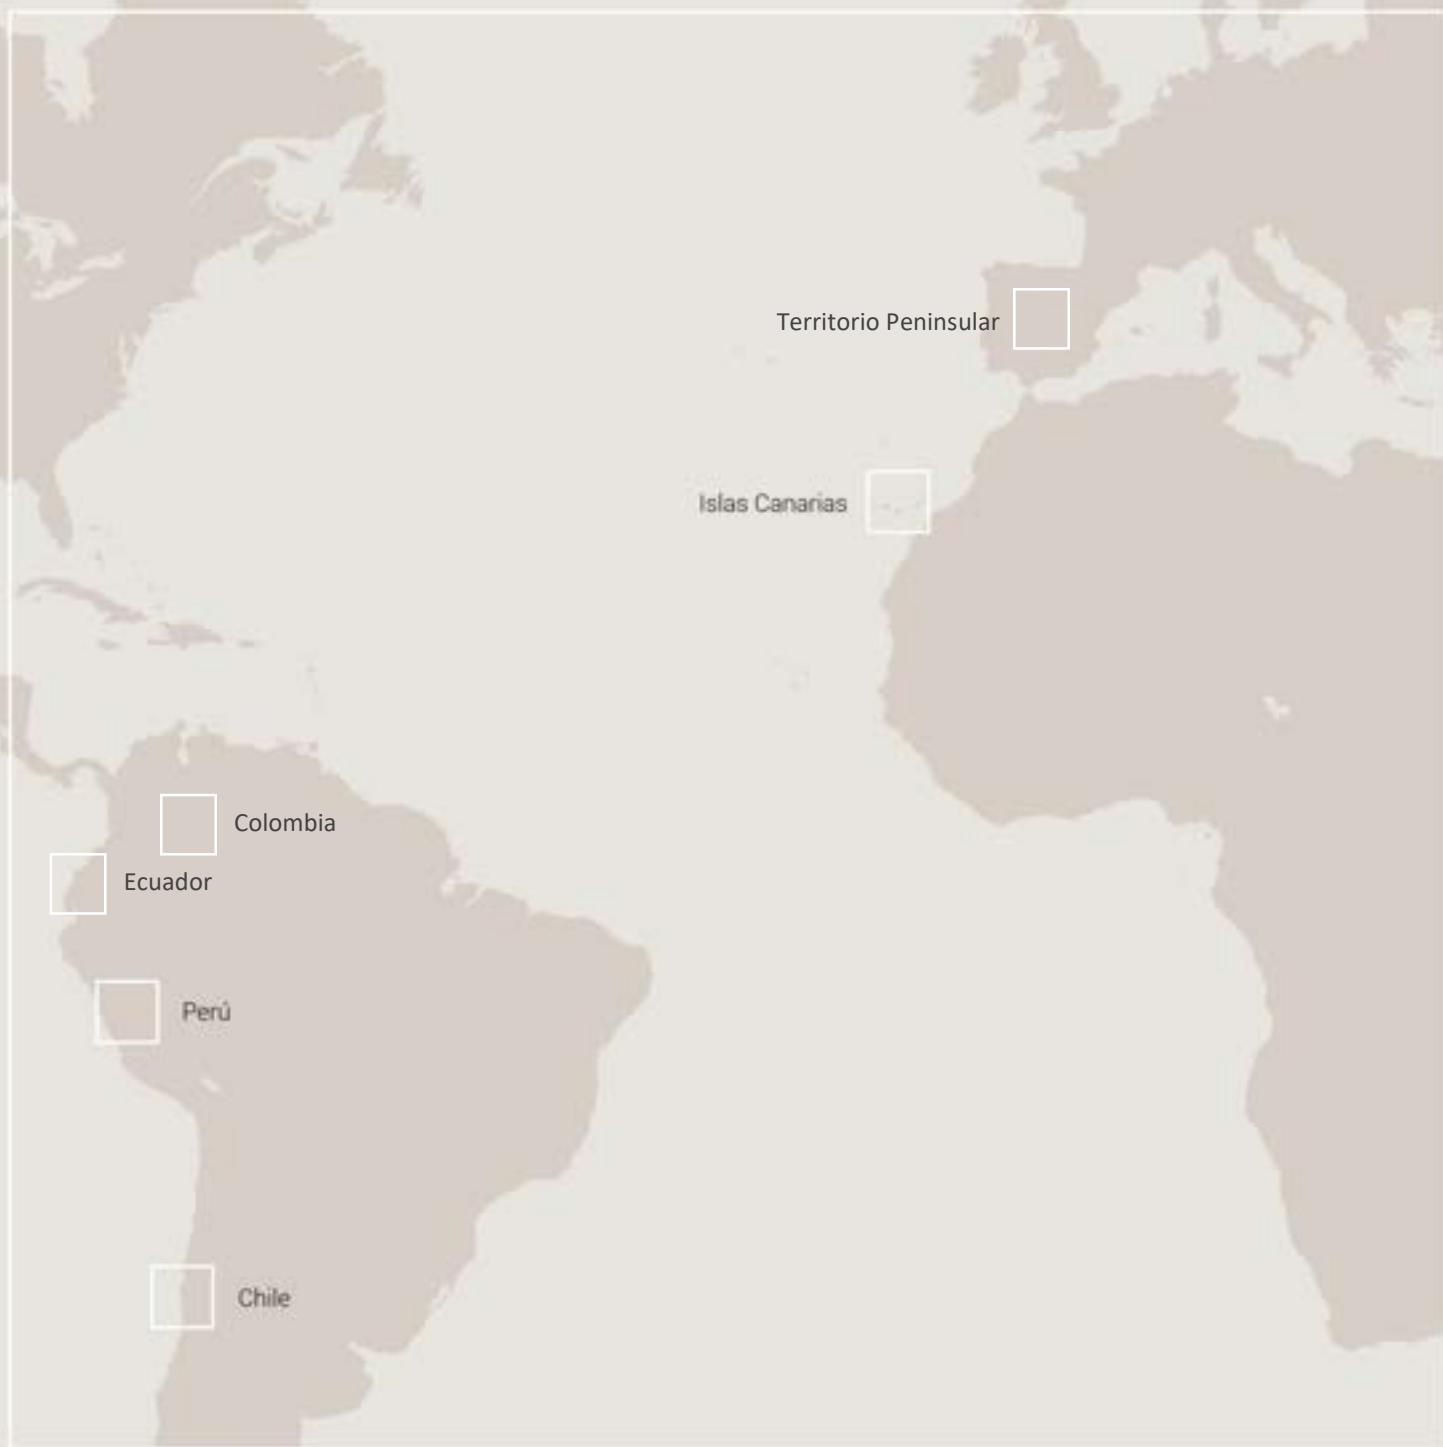 Territorio Peninsular
Islas Canarias
Colombia
Ecuador
Perú
Chile